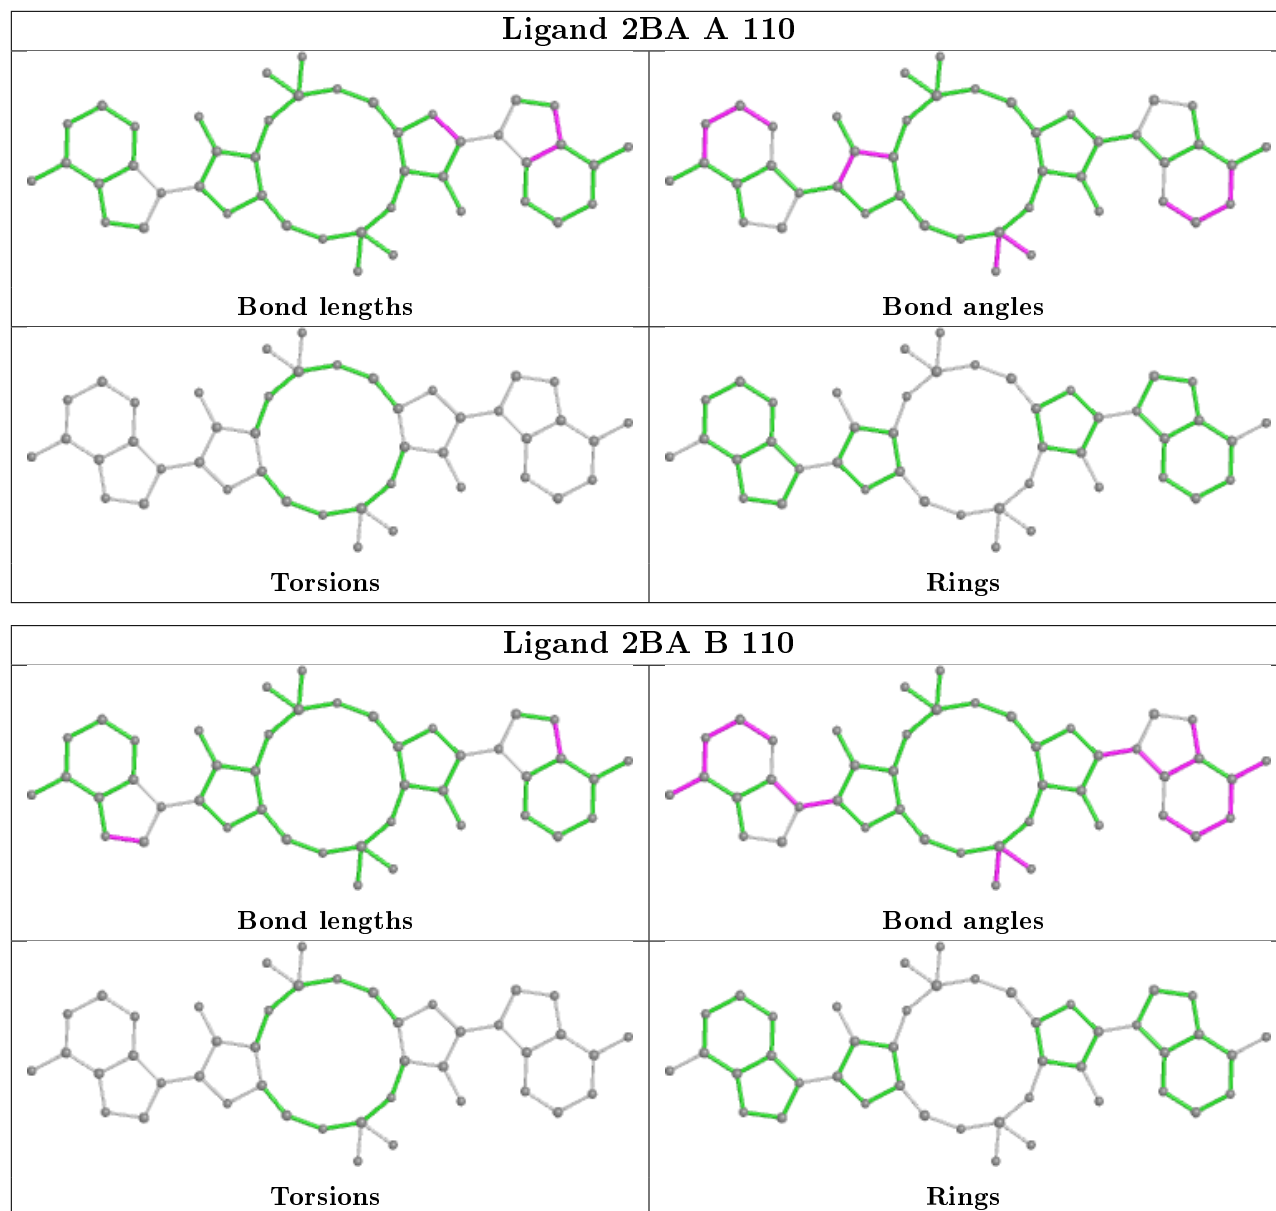 Ligand 2BA A 110
Bond lengths
Bond angles
Torsions
Rings
Ligand 2BA B 110
Bond lengths
Bond angles
Torsions
Rings